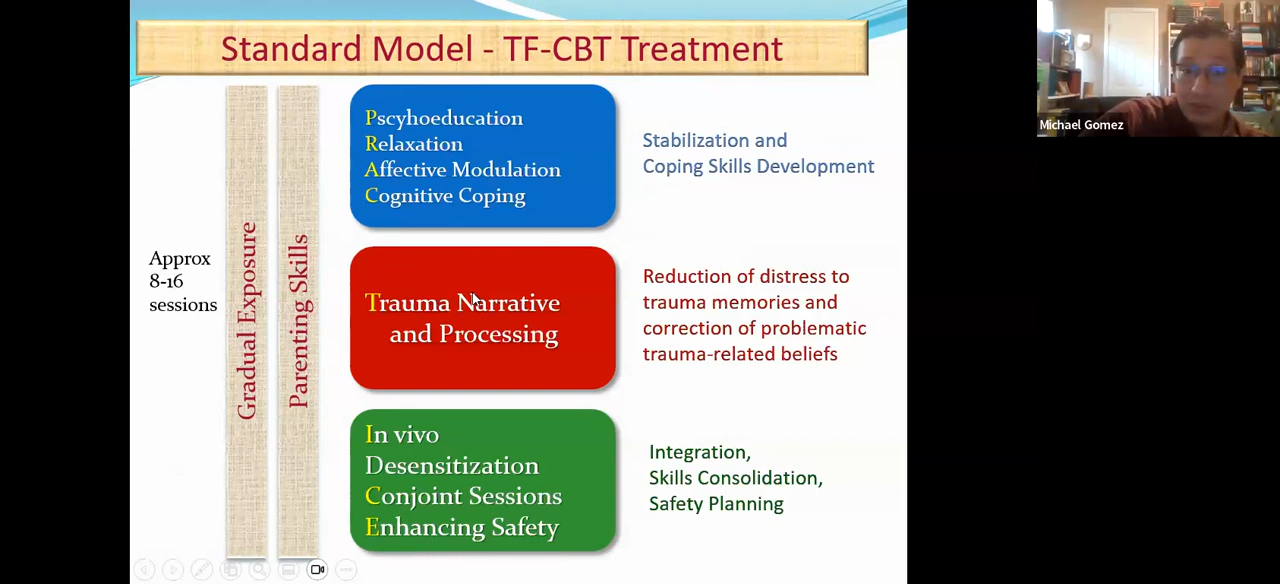 Standard Model - TF-CBT Treatment
Pscyhoeducation
Relaxation
Affective Modulation
Cognitive Coping
Stabilization and
Coping Skills Development
Approx
8-16
sessions
Gradual Exposure
Parenting Skills
Trauma Narrative
and Processing
Reduction of distress to
trauma memories and
correction of problematic
trauma-related beliefs
In vivo
Desensitization
Conjoint Sessions
Enhancing Safety
Integration,
Skills Consolidation,
Safety Planning
Michael Gomez